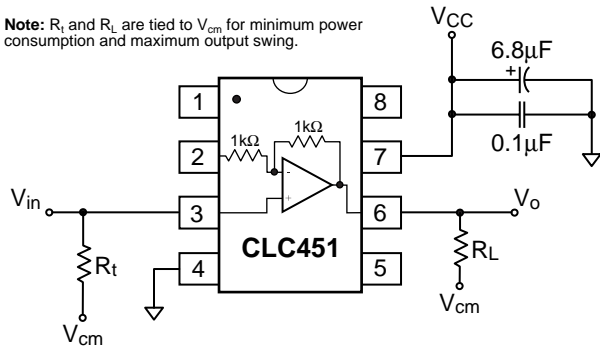 Note: Rt and RL are tied to Vcm for minimum power
consumption and maximum output swing.
VCC
6.8µF
+
0.1µF
1
8
1kΩ
1kΩ
2
7
-
Vin
3
+
6
Vo
CLC451
Rt
4
5
RL
Vcm
Vcm